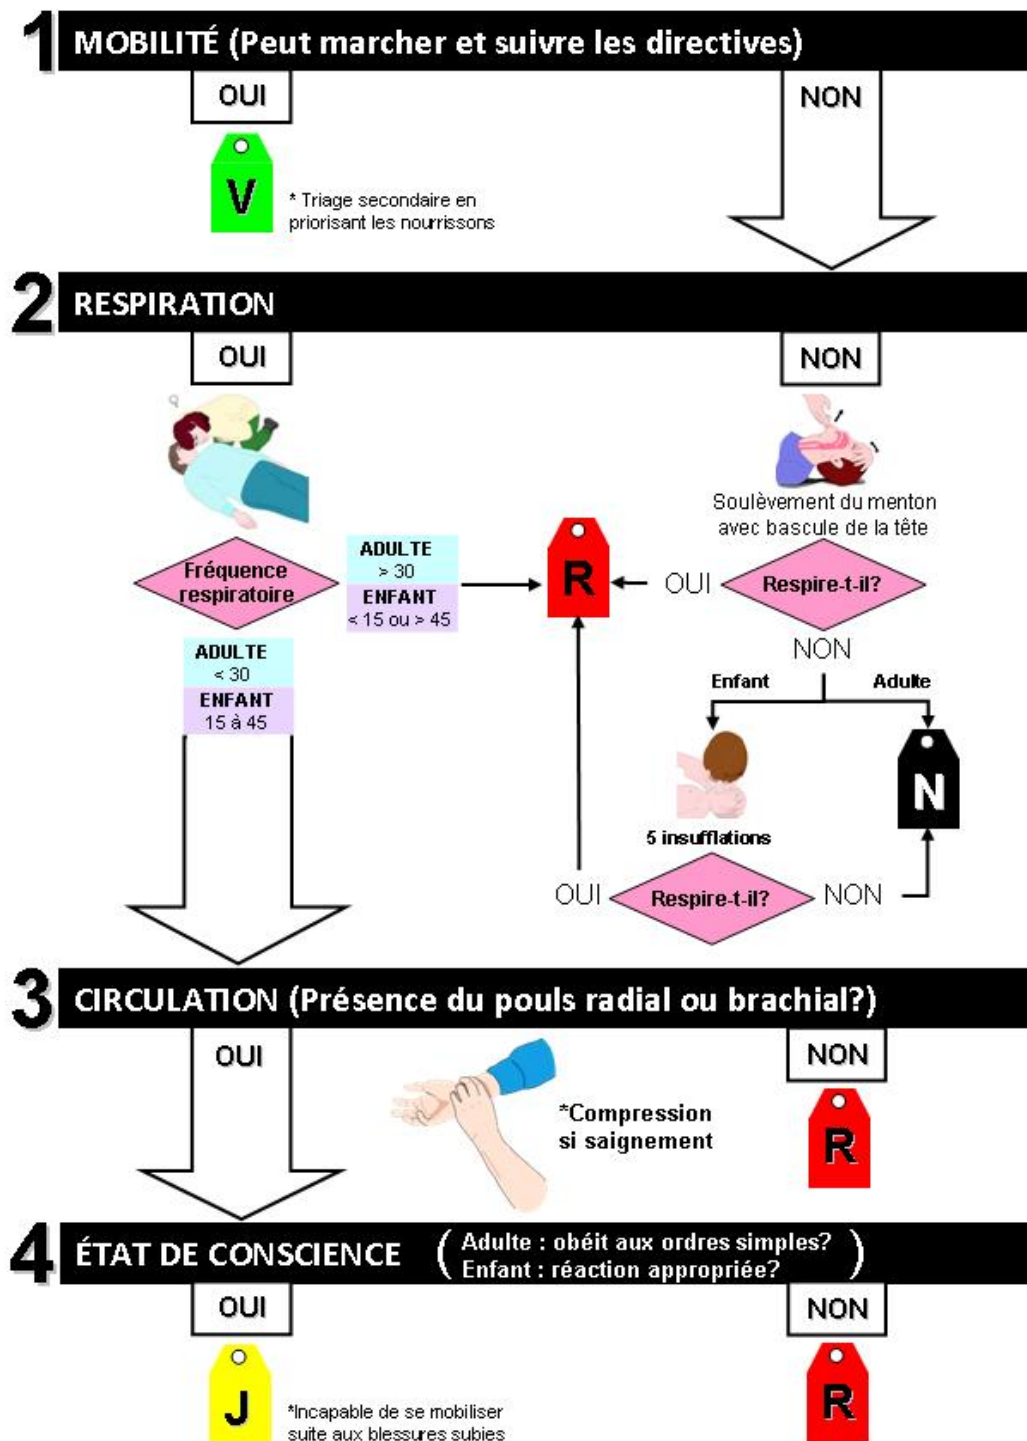 1 MOBILITÉ (Peut marcher et suivre les directives)
OUI
NON
V
* Triage secondaire en
priorisant les nourrissons
2 RESPIRATION
OUI
NON
Soulèvement du menton
avec bascule de la tête
Fréquence
respiratoire
ADULTE
> 30
ENFANT
< 15 ou > 45
R
OUI
Respire-t-il?
NON
ADULTE
< 30
ENFANT
15 à 45
Enfant
Adulte
N
5 insufflations
OUI
Respire-t-il?
NON
3 CIRCULATION (Présence du pouls radial ou brachial?)
OUI
NON
*Compression
si saignement
R
4 ÉTAT DE CONSCIENCE
(Adulte : obéit aux ordres simples?
Enfant : réaction appropriée?)
OUI
NON
J
*Incapable de se mobiliser
suite aux blessures subies
R